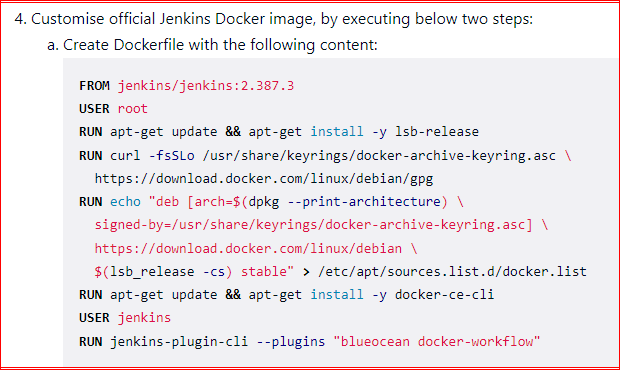 4. Customise official Jenkins Docker image, by executing below two steps:
a. Create Dockerfile with the following content:
FROM jenkins/jenkins:2.387.3
USER root
RUN apt-get update && apt-get install -y lsb-release
RUN curl -fsSLo /usr/share/keyrings/docker-archive-keyring.asc \
https://download.docker.com/linux/debian/gpg
RUN echo "deb [arch=$(dpkg --print-architecture) \
signed-by=/usr/share/keyrings/docker-archive-keyring.asc] \
https://download.docker.com/linux/debian \
$(lsb_release -cs) stable" > /etc/apt/sources.list.d/docker.list
RUN apt-get update && apt-get install -y docker-ce-cli
USER jenkins
RUN jenkins-plugin-cli --plugins "blueocean docker-workflow"